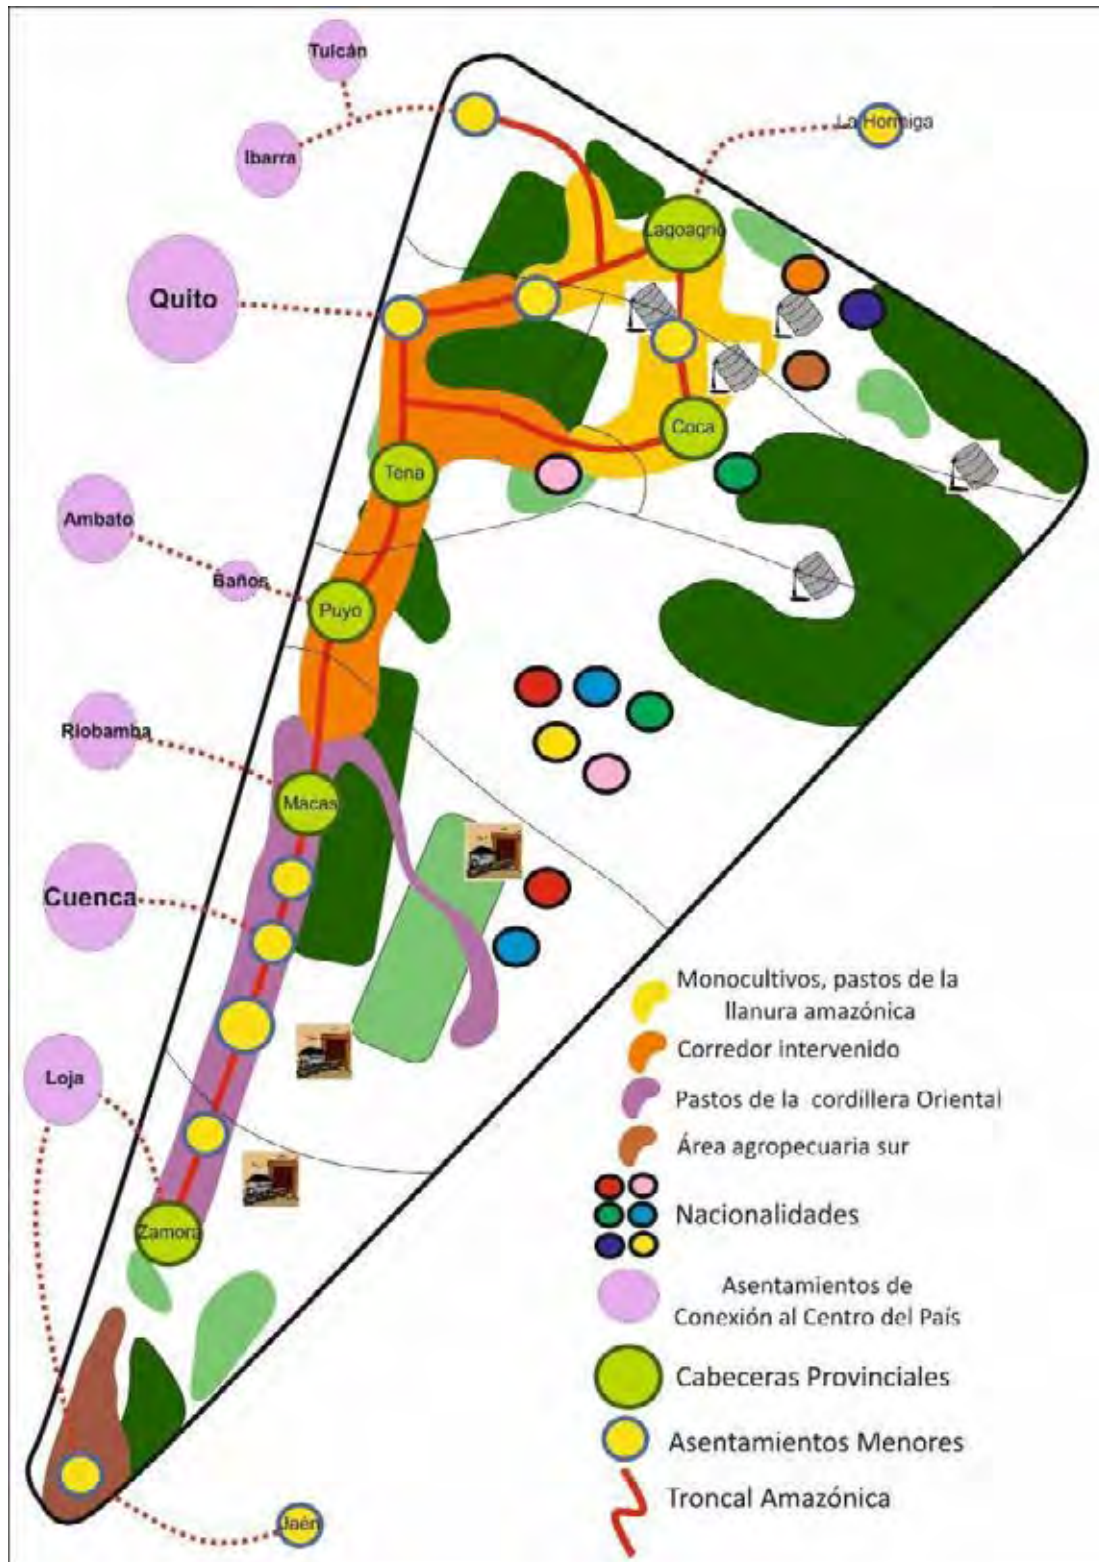 Tulcán
La Hormiga
Ibarra
Lagoagrio
Quito
Coca
Tena
Ambato
Baños
Puyo
Riobamba
Macas
Cuenca
Monocultivos, pastos de la
llanura amazónica
Corredor intervenido
Loja
Pastos de la cordillera Oriental
Área agropecuaria sur
Nacionalidades
Zamora
Asentamientos de
Conexión al Centro del País
Cabeceras Provinciales
Asentamientos Menores
Troncal Amazónica
Jaén